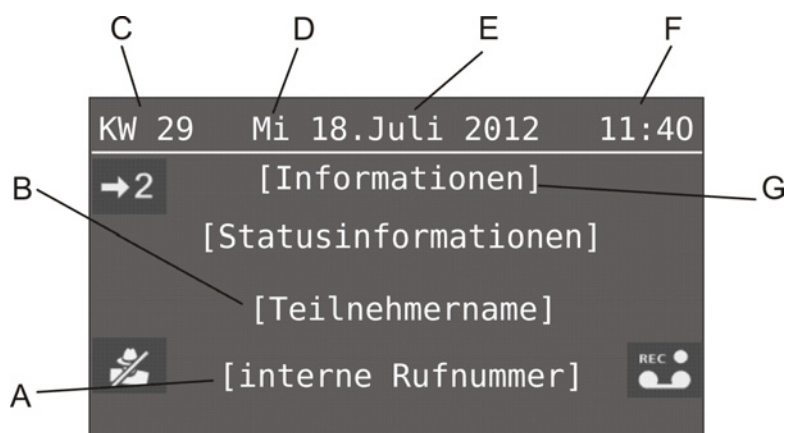 C D E F
KW 29 Mi 18.Juli 2012 11:40
→2 [Informationen] G
B [Statusinformationen]
[Teilnehmername]
REC
A [interne Rufnummer]